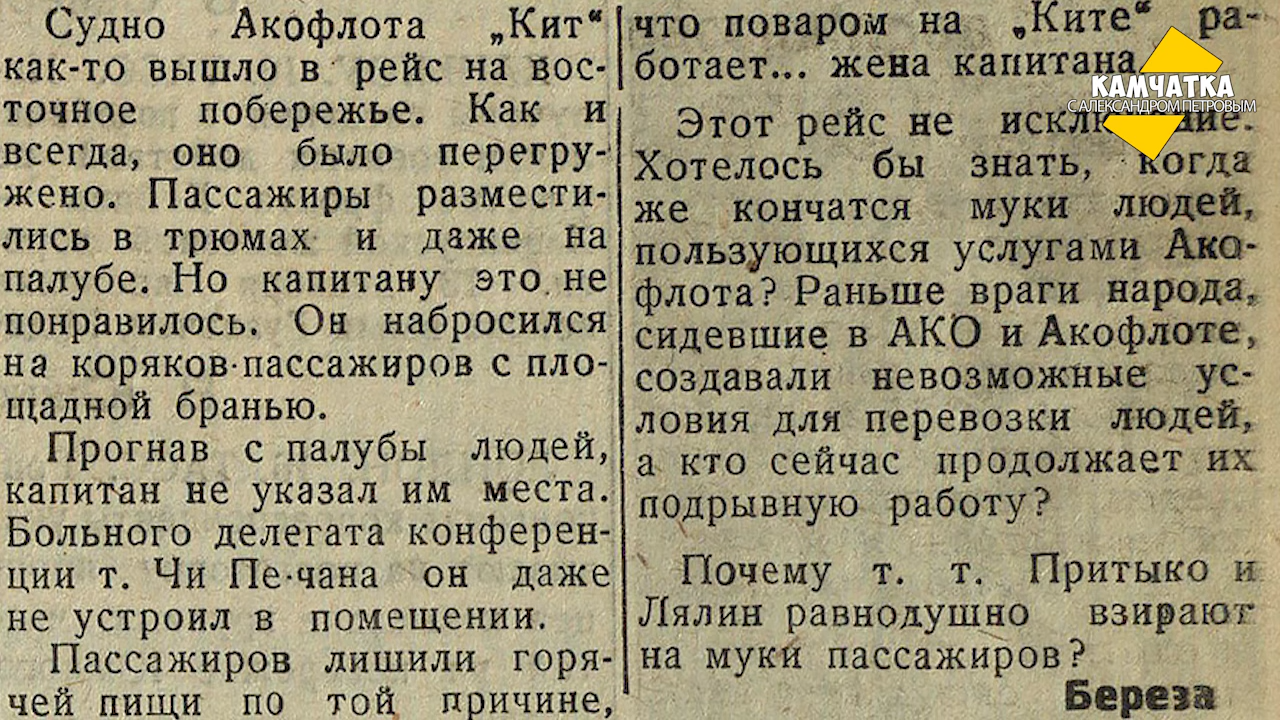 Судно Акофлота „Кит“
как-то вышло в рейс на вос-
точное побережье. Как и
всегда, оно было перегру-
жено. Пассажиры размести-
лись в трюмах и даже на
палубе. Но капитану это не
понравилось. Он набросился
на коряков-пассажиров с пло-
щадной бранью.
Прогнав с палубы людей,
капитан не указал им места.
Больного делегата конферен-
ции т. Чи Пе-чана он даже
не устроил в помещении.
Пассажиров лишили горя-
чей пищи по той причине,
что поваром на „Ките“ ра-
ботает... жена капитана
Этот рейс не исключение.
Хотелось бы знать, когда
же кончатся муки людей,
пользующихся услугами Ако-
флота? Раньше враги народа,
сидевшие в АКО и Акофлоте,
создавали невозможные ус-
ловия для перевозки людей,
а кто сейчас продолжает их
подрывную работу?
Почему т. т. Притыко и
Лялин равнодушно взирают
на муки пассажиров?
Береза
КАМЧАТКА
С АЛЕКСАНДРОМ ПЕТРОВЫМ